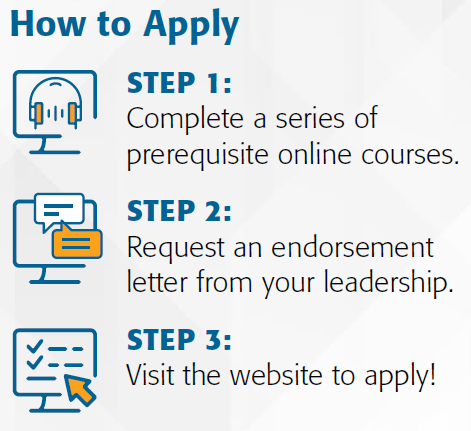 How to Apply
STEP 1:
Complete a series of
prerequisite online courses.
STEP 2:
Request an endorsement
letter from your leadership.
STEP 3:
Visit the website to apply!